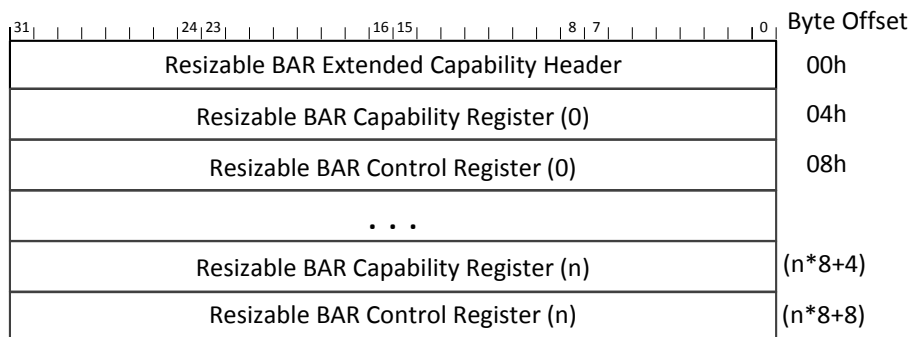 31 24 23 16 15 8 7 0 Byte Offset
Resizable BAR Extended Capability Header 00h
Resizable BAR Capability Register (0) 04h
Resizable BAR Control Register (0) 08h
. . .
Resizable BAR Capability Register (n) (n*8+4)
Resizable BAR Control Register (n) (n*8+8)